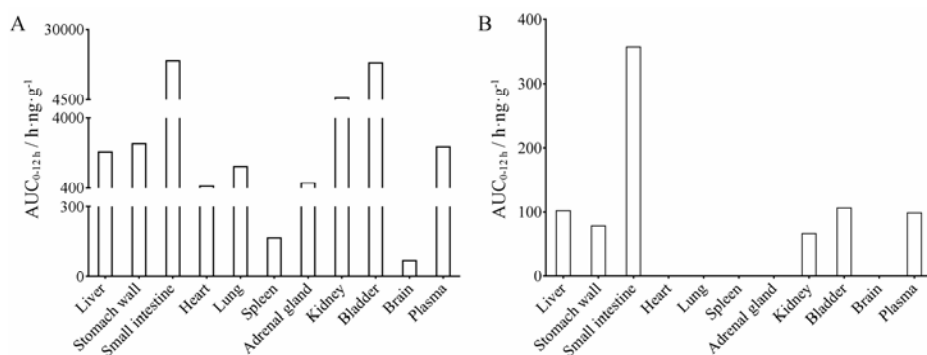 A
AUC0-12 h / h·ng·g-1
30000
4500
4000
400
300
0
Liver
Stomach wall
Small intestine
Heart
Lung
Spleen
Adrenal gland
Kidney
Bladder
Brain
Plasma
B
AUC0-12 h / h·ng·g-1
400
300
200
100
0
Liver
Stomach wall
Small intestine
Heart
Lung
Spleen
Adrenal gland
Kidney
Bladder
Brain
Plasma